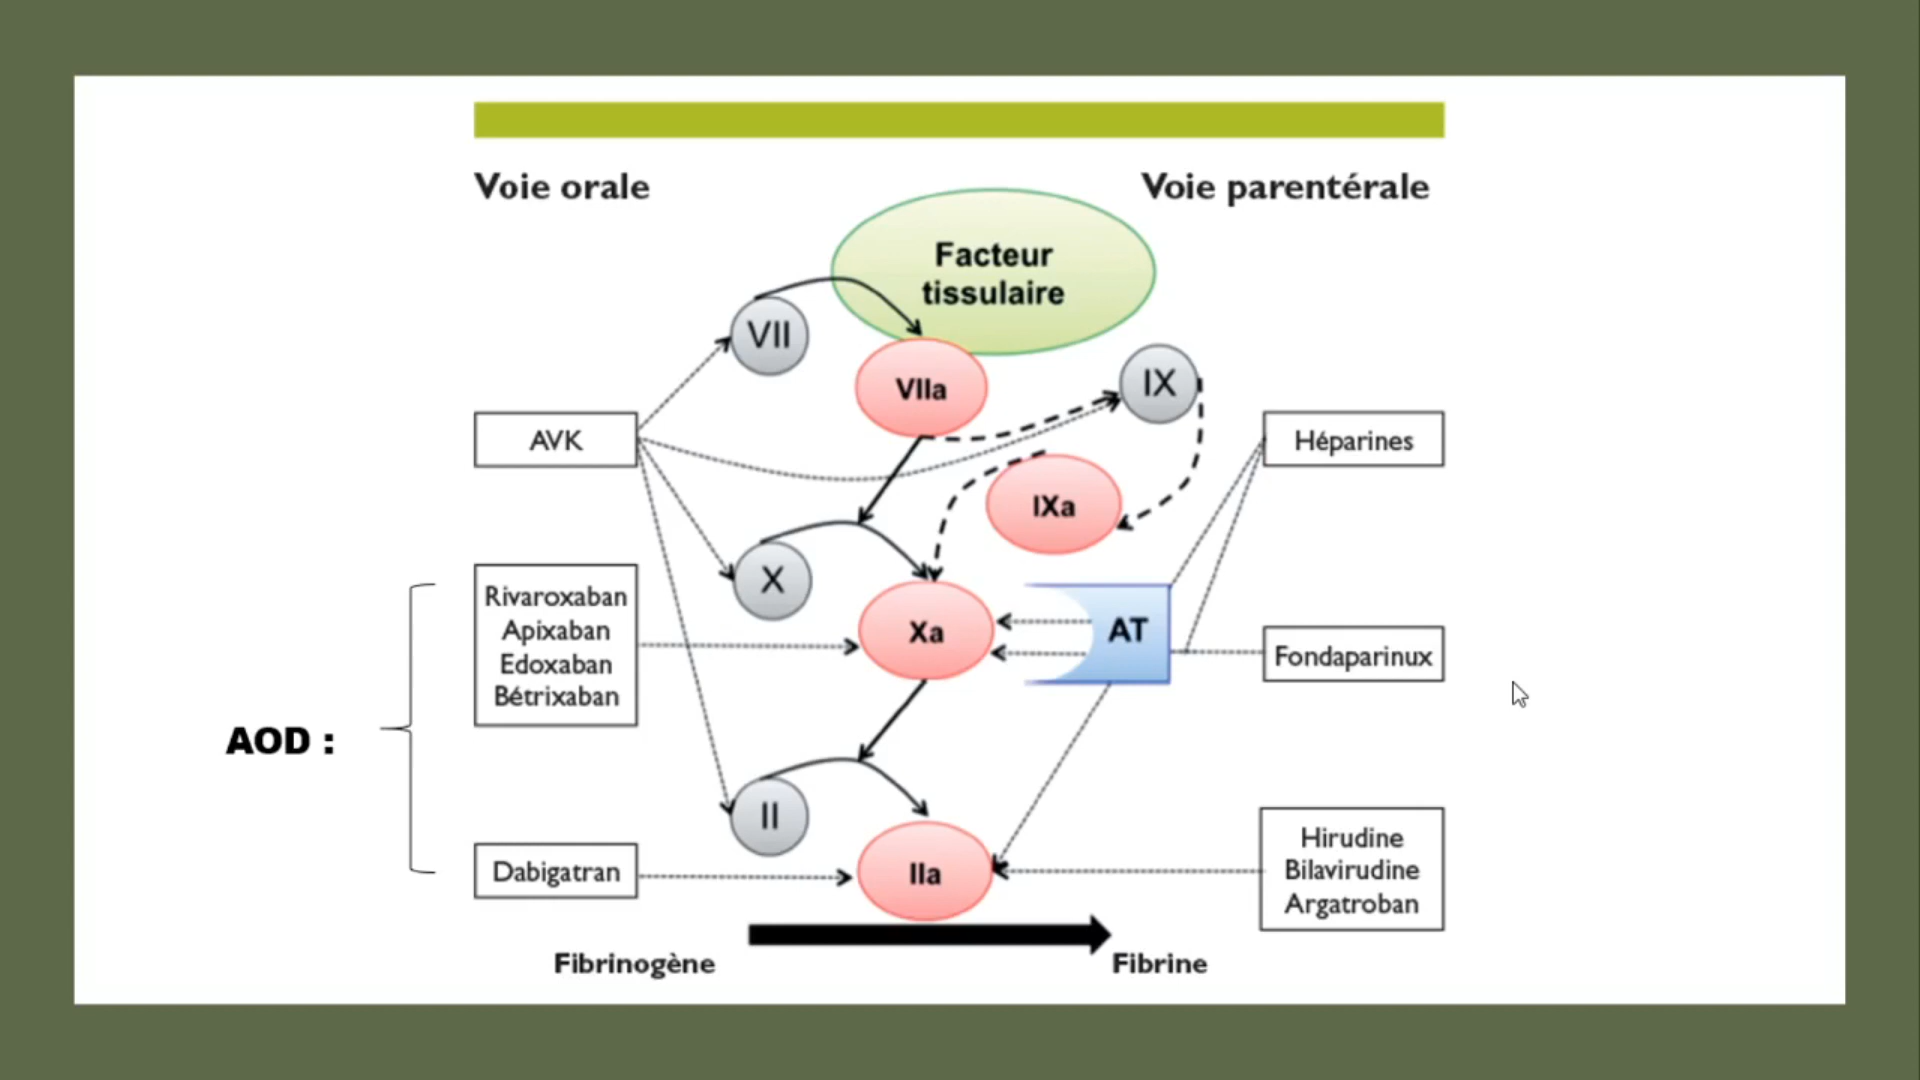 Voie orale
Voie parentérale
Facteur
tissulaire
VII
VIIa
IX
AVK
Héparines
IXa
X
Rivaroxaban
Apixaban
Edoxaban
Bétrixaban
Xa
AT
Fondaparinux
AOD :
II
Dabigatran
IIa
Hirudine
Bilavirudine
Argatroban
Fibrinogène
Fibrine